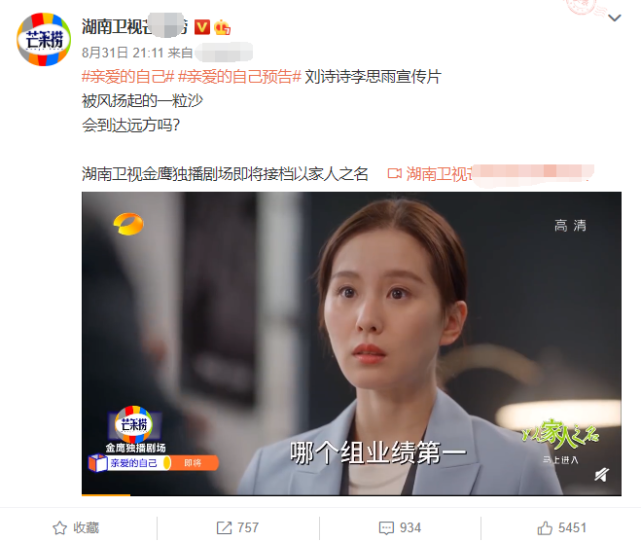 芒果捞
湖南卫视
8月31日 21:11 来自
#亲爱的自己# #亲爱的自己预告# 刘诗诗李思雨宣传片
被风扬起的一粒沙
会到达远方吗?
湖南卫视金鹰独播剧场即将接档以家人之名 湖南卫视
高清
芒果捞
金鹰独播剧场
亲爱的自己 即将
哪个组业绩第一
以家人之名
马上进入
收藏
757
934
5451